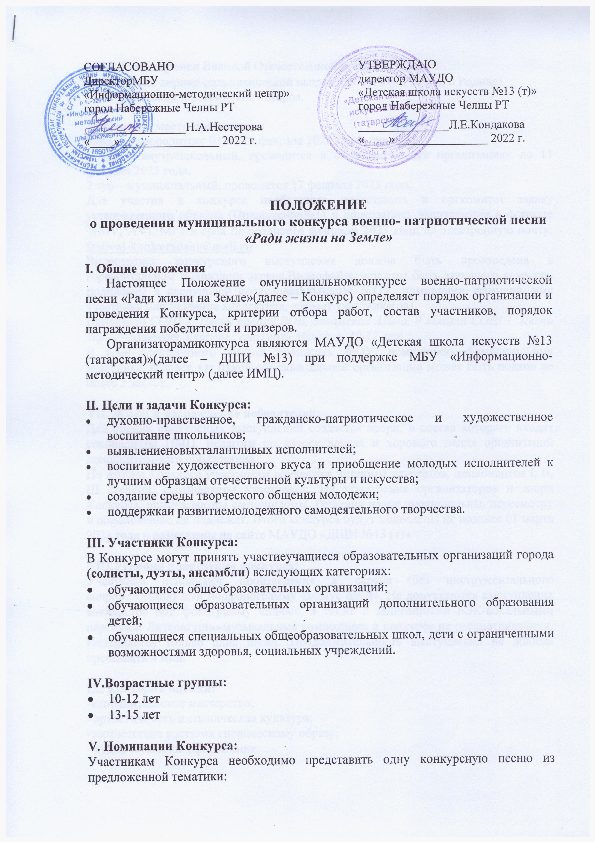 СОГЛАСОВАНО
ДиректорМБУ
«Информационно-методический центр»
город Набережные Челны РТ
Н.А.Нестерова
«____»________________ 2022 г.
УТВЕРЖДАЮ
директор МАУДО
«Детская школа искусств №13 (т)»
город Набережные Челны РТ
Л.Е.Кондакова
«____»________________ 2022 г.
ПОЛОЖЕНИЕ
о проведении муниципального конкурса военно- патриотической песни
«Ради жизни на Земле»
I. Общие положения
Настоящее Положение омуниципальномконкурсе военно-патриотической
песни «Ради жизни на Земле»(далее – Конкурс) определяет порядок организации и
проведения Конкурса, критерии отбора работ, состав участников, порядок
награждения победителей и призеров.
Организаторамиконкурса являются МАУДО «Детская школа искусств №13
(татарская)»(далее – ДШИ №13) при поддержке МБУ «Информационно-
методический центр» (далее ИМЦ).
II. Цели и задачи Конкурса:
• духовно-нравственное, гражданско-патриотическое и художественное
воспитание школьников;
• выявлениеновыхталантливых исполнителей;
• воспитание художественного вкуса и приобщение молодых исполнителей к
лучшим образцам отечественной культуры и искусства;
• создание среды творческого общения молодежи;
• поддержкаи развитиемолодежного самодеятельного творчества.
III. Участники Конкурса:
В Конкурсе могут принять участиеучащиеся образовательных организаций города
(солисты, дуэты, ансамбли) вследующих категориях:
• обучающиеся общеобразовательных организаций;
• обучающиеся образовательных организаций дополнительного образования
детей;
• обучающиеся специальных общеобразовательных школ, дети с ограниченными
возможностями здоровья, социальных учреждений.
IV.Возрастные группы:
• 10-12 лет
• 13-15 лет
V. Номинации Конкурса:
Участникам Конкурса необходимо представить одну конкурсную песню из
предложенной тематики: